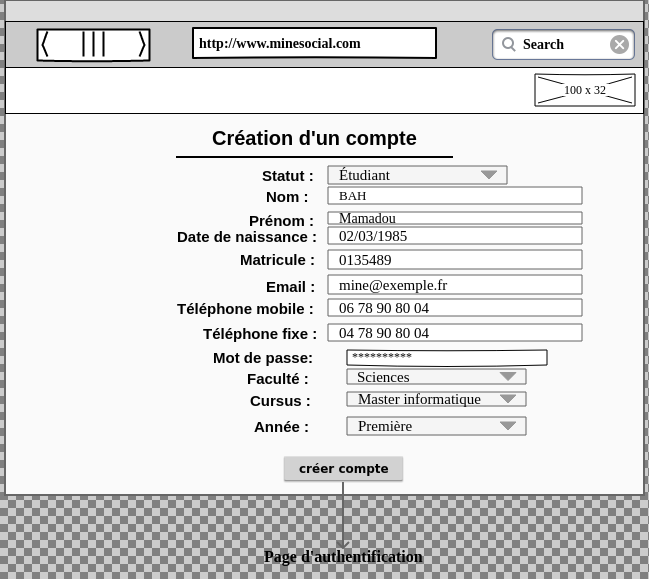 http://www.minesocial.com
Search
100 x 32
Création d'un compte
Statut : Étudiant
Nom : BAH
Prénom : Mamadou
Date de naissance : 02/03/1985
Matricule : 0135489
Email : mine@exemple.fr
Téléphone mobile : 06 78 90 80 04
Téléphone fixe : 04 78 90 80 04
Mot de passe: **********
Faculté : Sciences
Cursus : Master informatique
Année : Première
créer compte
Page d'authentification